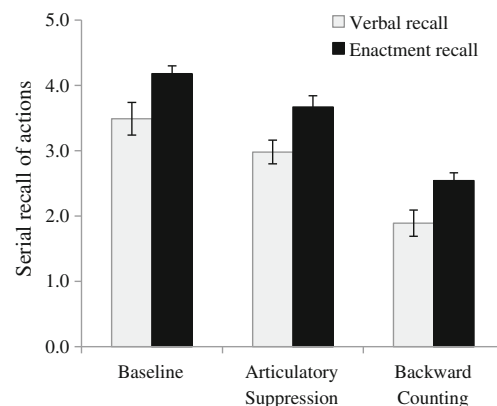 Verbal recall
Enactment recall
5.0
4.0
3.0
2.0
1.0
0.0
Serial recall of actions
Baseline
Articulatory
Suppression
Backward
Counting